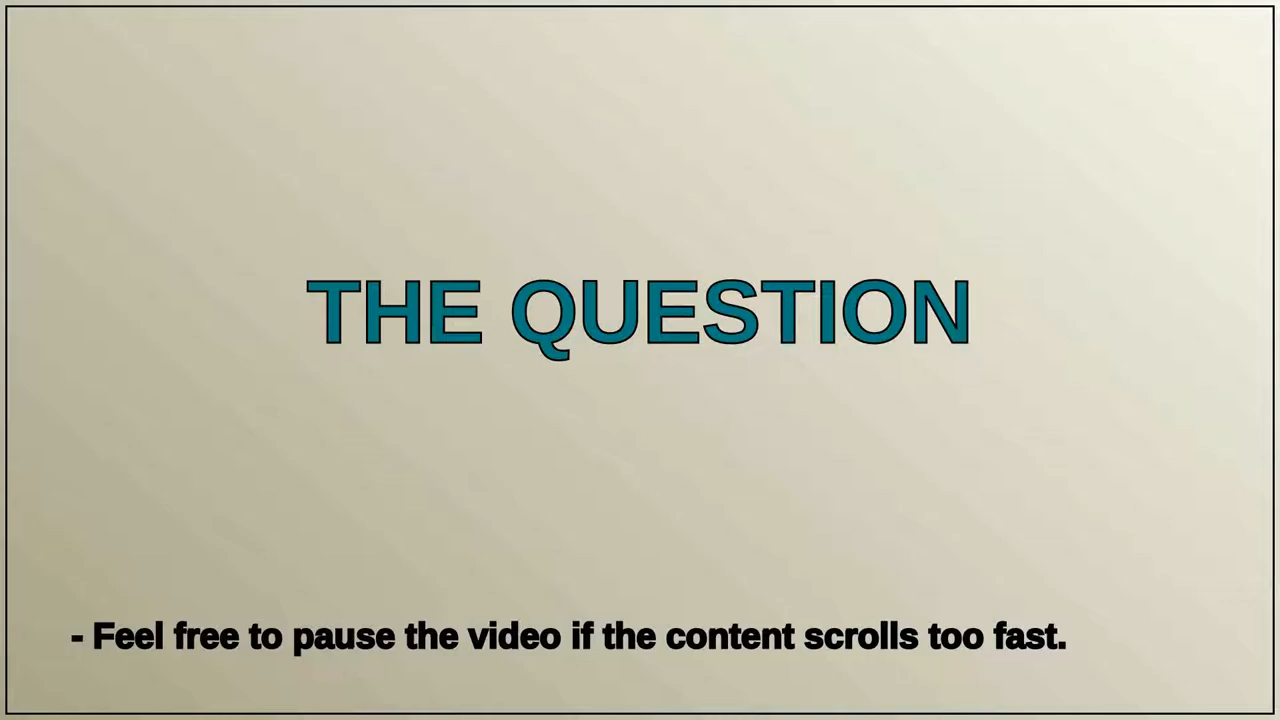 THE QUESTION
- Feel free to pause the video if the content scrolls too fast.